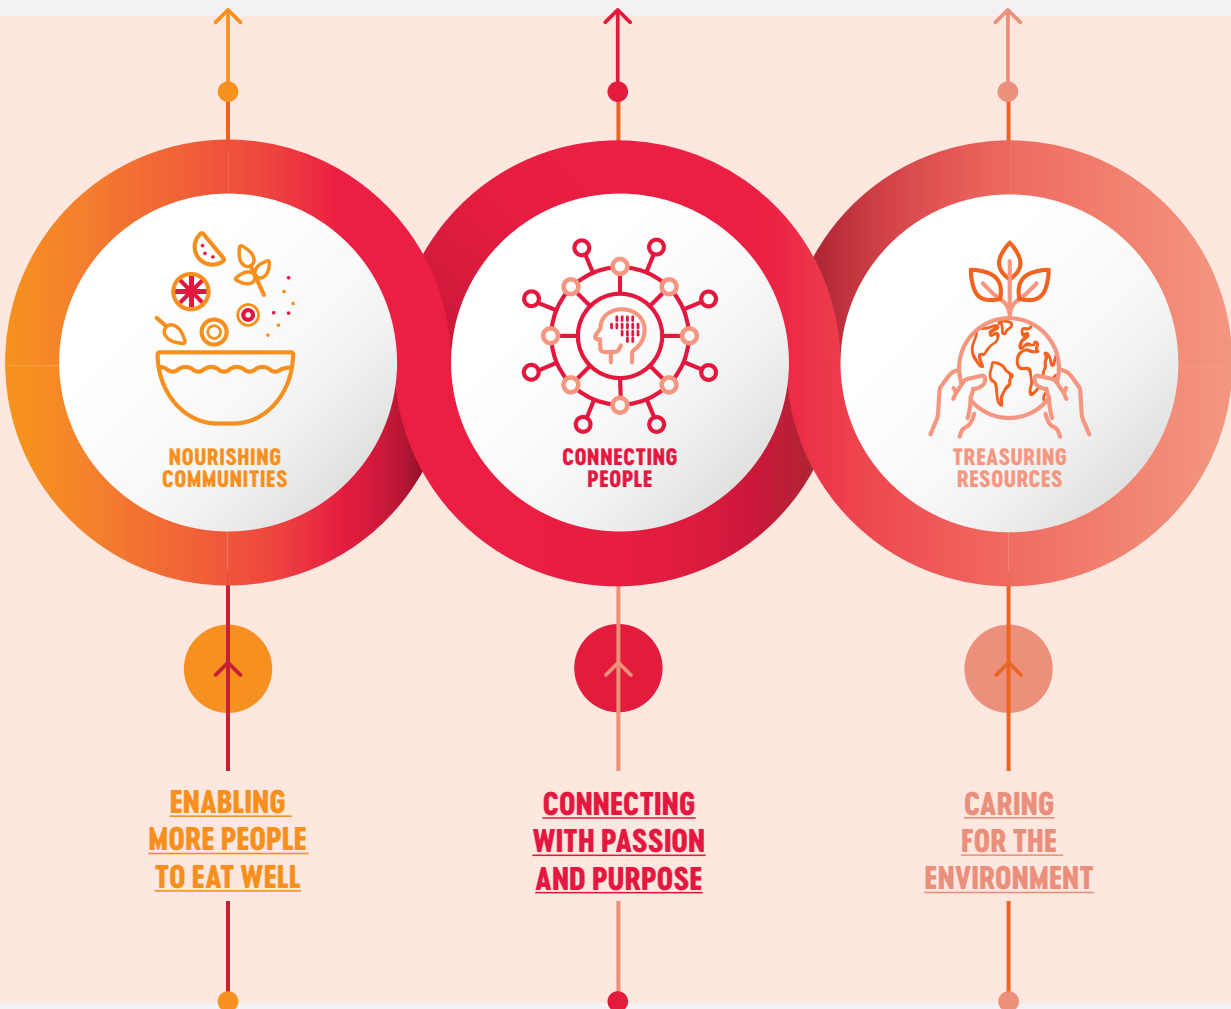 NOURISHING
COMMUNITIES
CONNECTING
PEOPLE
TREASURING
RESOURCES
ENABLING
MORE PEOPLE
TO EAT WELL
CONNECTING
WITH PASSION
AND PURPOSE
CARING
FOR THE
ENVIRONMENT